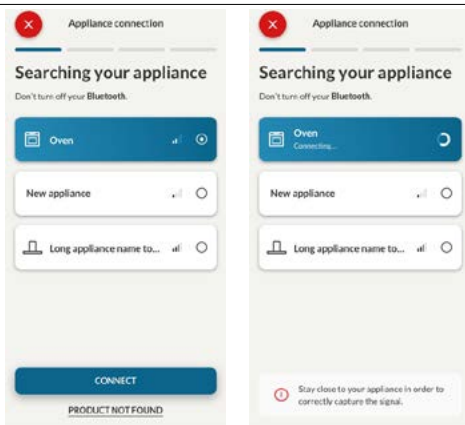 Appliance connection
Searching your appliance
Don't turn off your Bluetooth.
Oven
New appliance
Long appliance name to...
CONNECT
PRODUCT NOT FOUND
Appliance connection
Searching your appliance
Don't turn off your Bluetooth.
Oven
Connecting...
New appliance
Long appliance name to...
Stay close to your appliance in order to
correctly capture the signal.